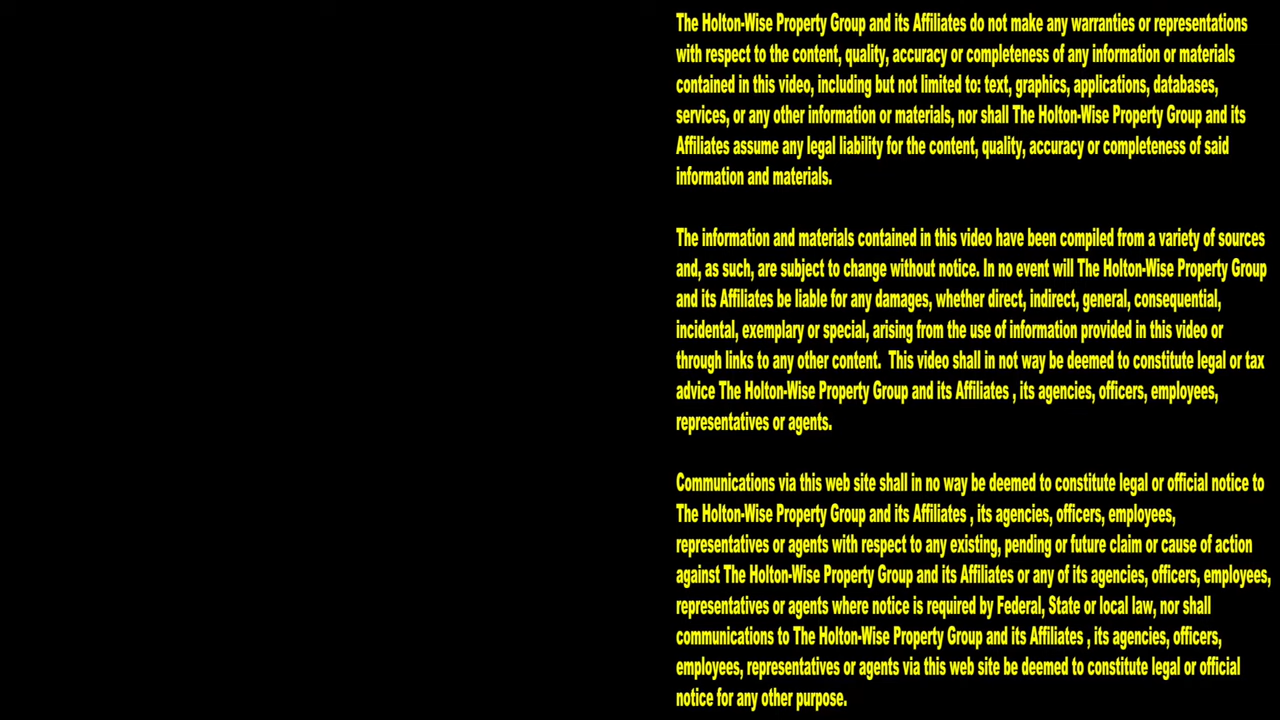 The Holton-Wise Property Group and its Affiliates do not make any warranties or representations
with respect to the content, quality, accuracy or completeness of any information or materials
contained in this video, including but not limited to: text, graphics, applications, databases,
services, or any other information or materials, nor shall The Holton-Wise Property Group and its
Affiliates assume any legal liability for the content, quality, accuracy or completeness of said
information and materials.
The information and materials contained in this video have been compiled from a variety of sources
and, as such, are subject to change without notice. In no event will The Holton-Wise Property Group
and its Affiliates be liable for any damages, whether direct, indirect, general, consequential,
incidental, exemplary or special, arising from the use of information provided in this video or
through links to any other content.  This video shall in not way be deemed to constitute legal or tax
advice The Holton-Wise Property Group and its Affiliates , its agencies, officers, employees,
representatives or agents.
Communications via this web site shall in no way be deemed to constitute legal or official notice to
The Holton-Wise Property Group and its Affiliates , its agencies, officers, employees,
representatives or agents with respect to any existing, pending or future claim or cause of action
against The Holton-Wise Property Group and its Affiliates or any of its agencies, officers, employees,
representatives or agents where notice is required by Federal, State or local law, nor shall
communications to The Holton-Wise Property Group and its Affiliates , its agencies, officers,
employees, representatives or agents via this web site be deemed to constitute legal or official
notice for any other purpose.